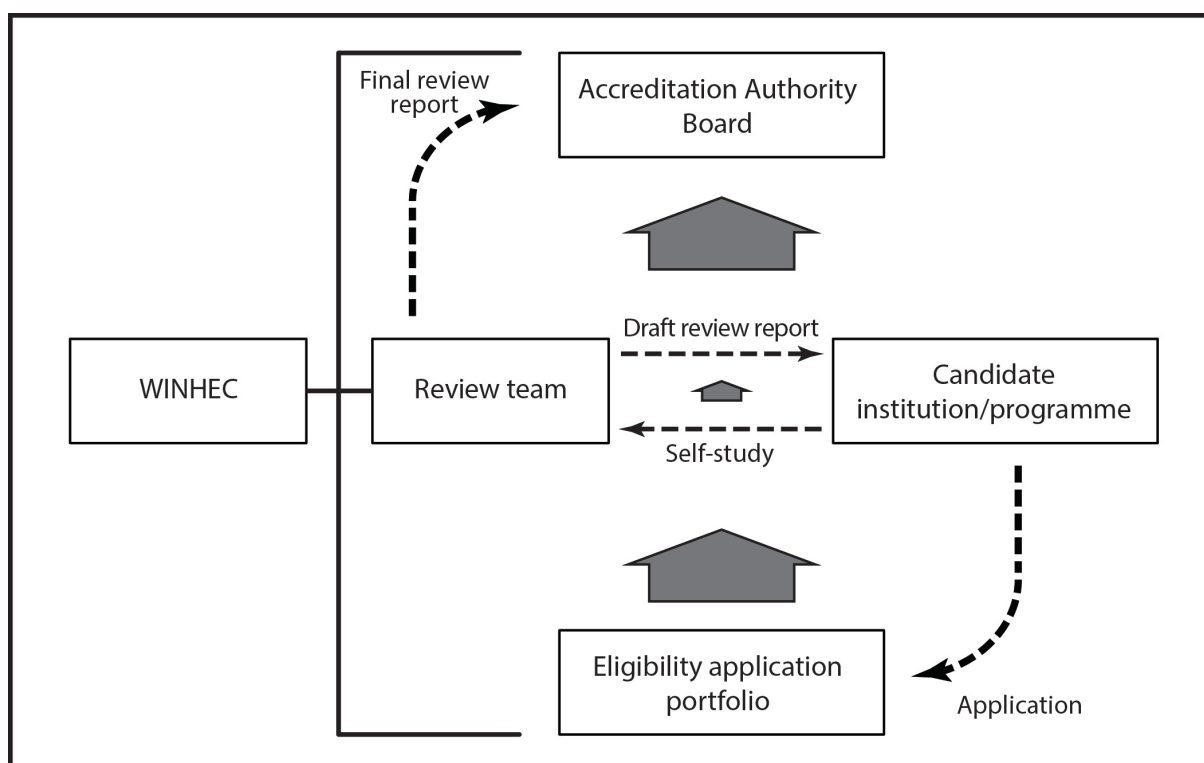 Final review
report
Accreditation Authority
Board
WINHEC
Review team
Draft review report
Self-study
Candidate
institution/programme
Eligibility application
portfolio
Application